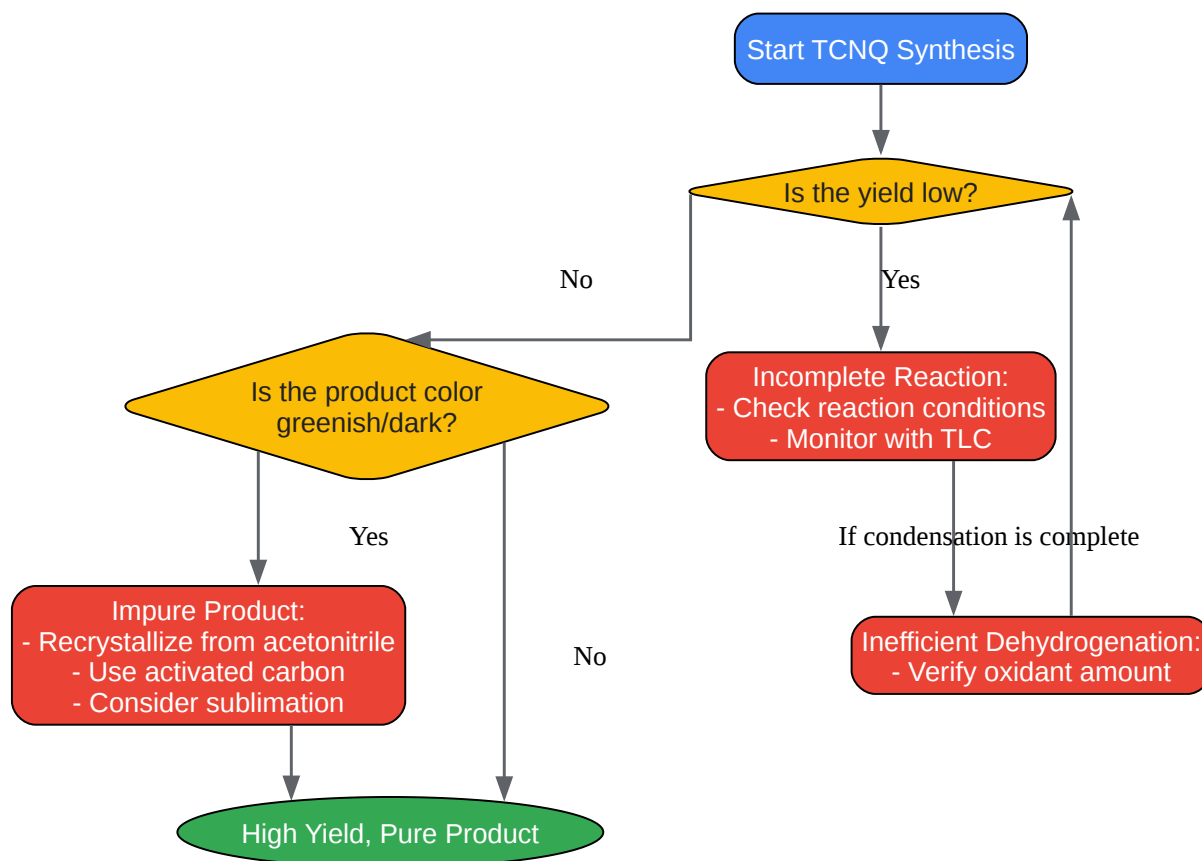 Start TCNQ Synthesis
Is the yield low?
No
Yes
Is the product color
greenish/dark?
Incomplete Reaction:
- Check reaction conditions
- Monitor with TLC
Yes
If condensation is complete
Impure Product:
- Recrystallize from acetonitrile
- Use activated carbon
- Consider sublimation
No
Inefficient Dehydrogenation:
- Verify oxidant amount
High Yield, Pure Product